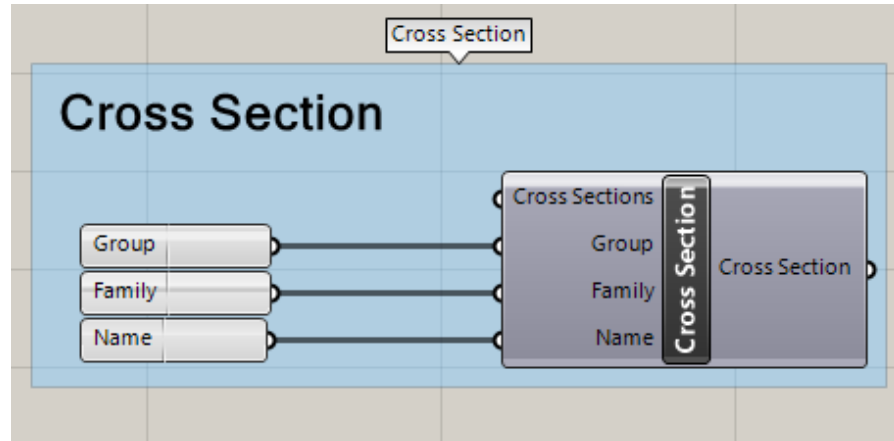 Cross Section
Cross Section
Cross Sections
Group
Family
Name
Group
Family
Name
Cross Section
Cross Section